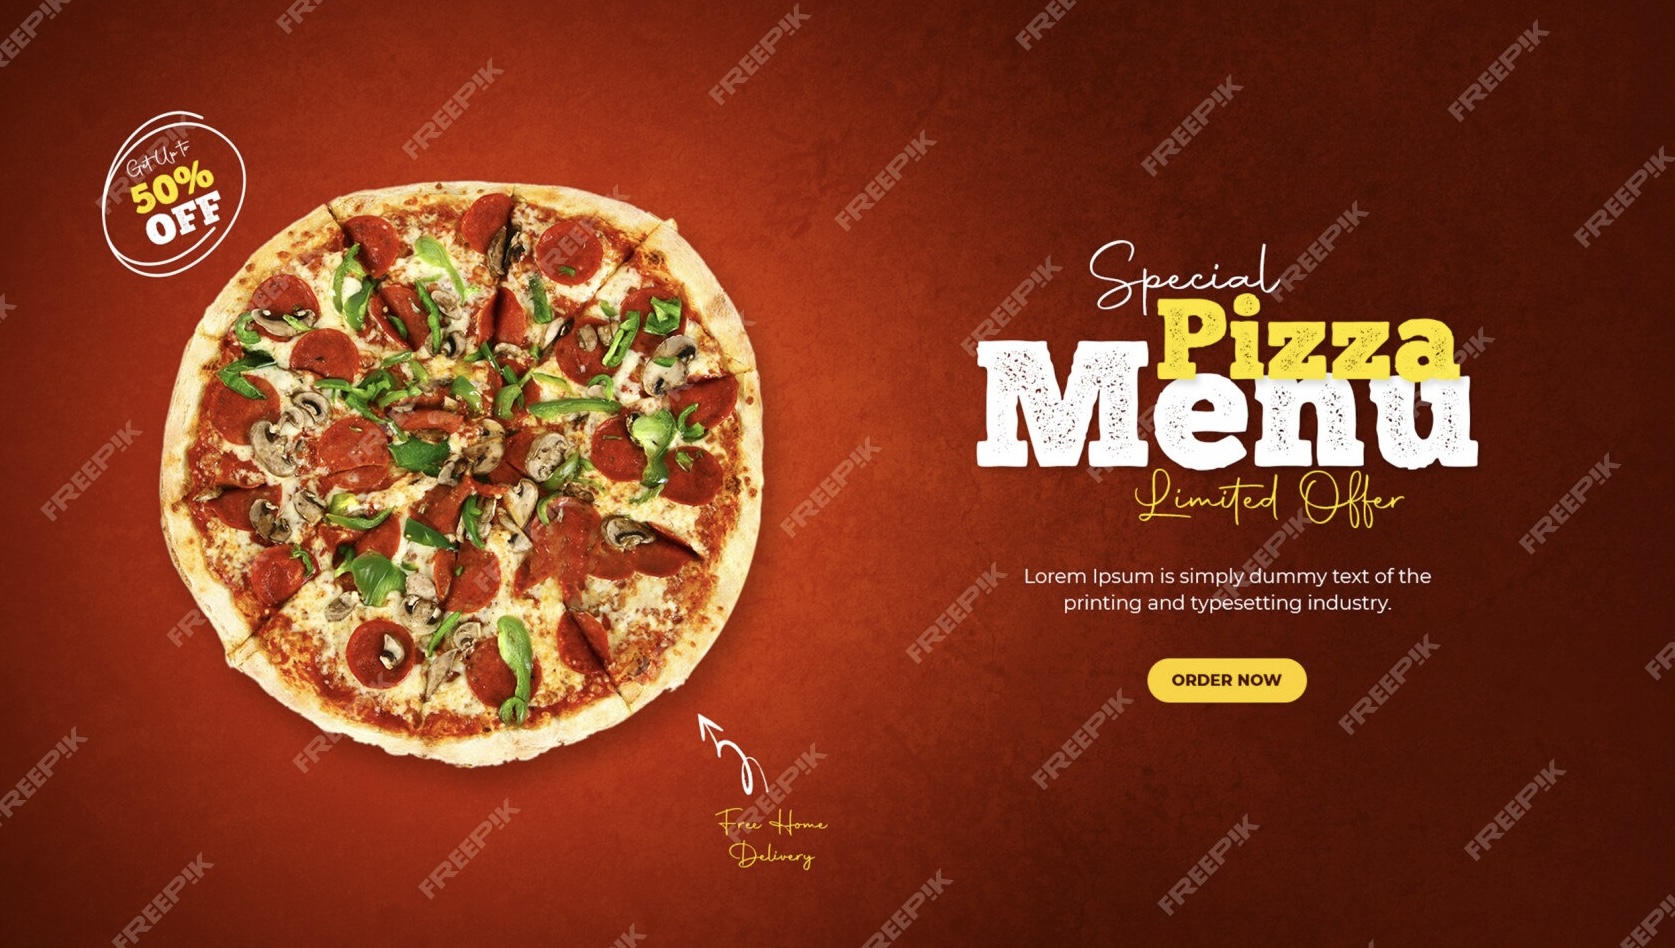 Get Up to
50%
OFF
Special
Pizza
Menu
Limited Offer
Lorem Ipsum is simply dummy text of the
printing and typesetting industry.
ORDER NOW
Free Home
Delivery
FREEPIK